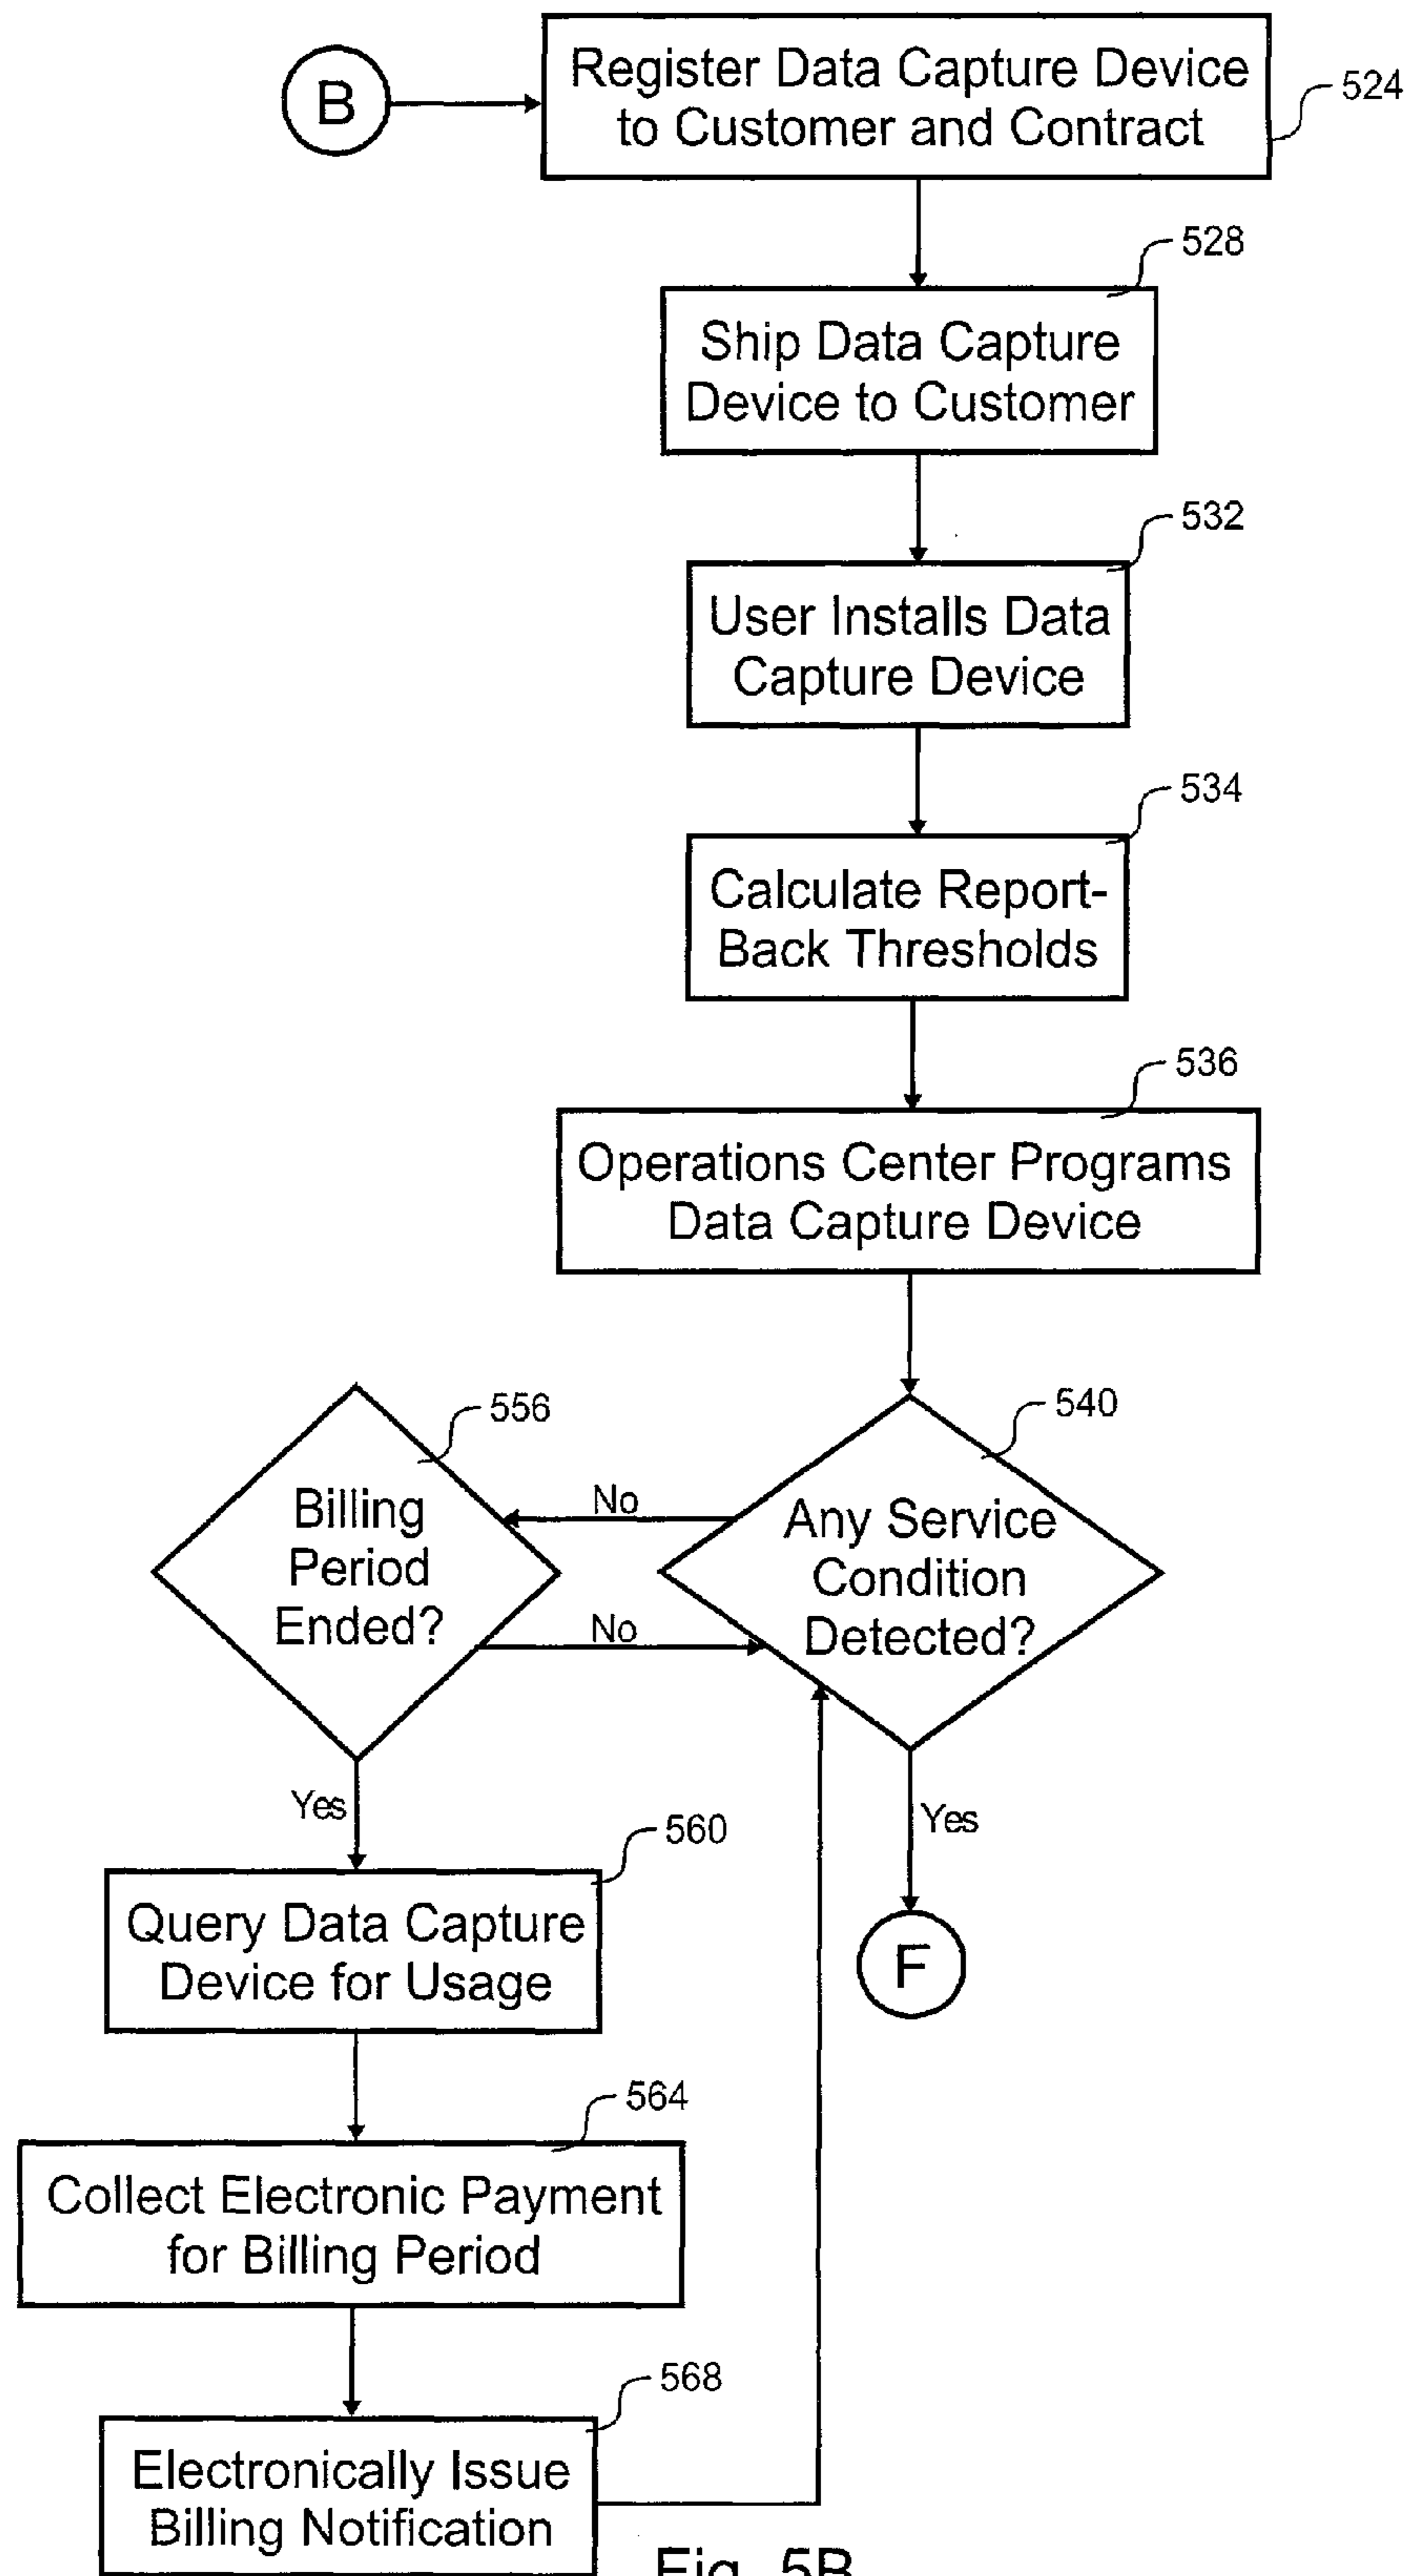 B
Register Data Capture Device
to Customer and Contract
524
528
Ship Data Capture
Device to Customer
532
User Installs Data
Capture Device
534
Calculate Report-
Back Thresholds
536
Operations Center Programs
Data Capture Device
540
Any Service
Condition
Detected?
556
Billing
Period
Ended?
No
No
Yes
Yes
F
560
Query Data Capture
Device for Usage
564
Collect Electronic Payment
for Billing Period
568
Electronically Issue
Billing Notification
Fig. 5B